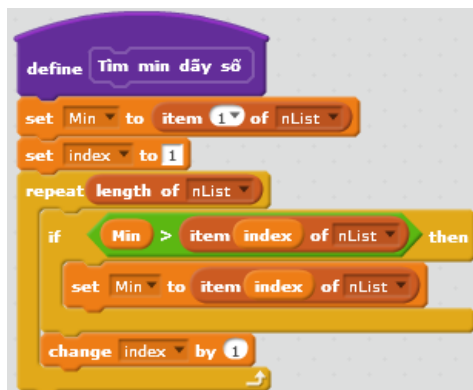 define Tìm min dãy số
set Min to item 1 of nList
set index to 1
repeat length of nList
if Min > item index of nList then
set Min to item index of nList
change index by 1